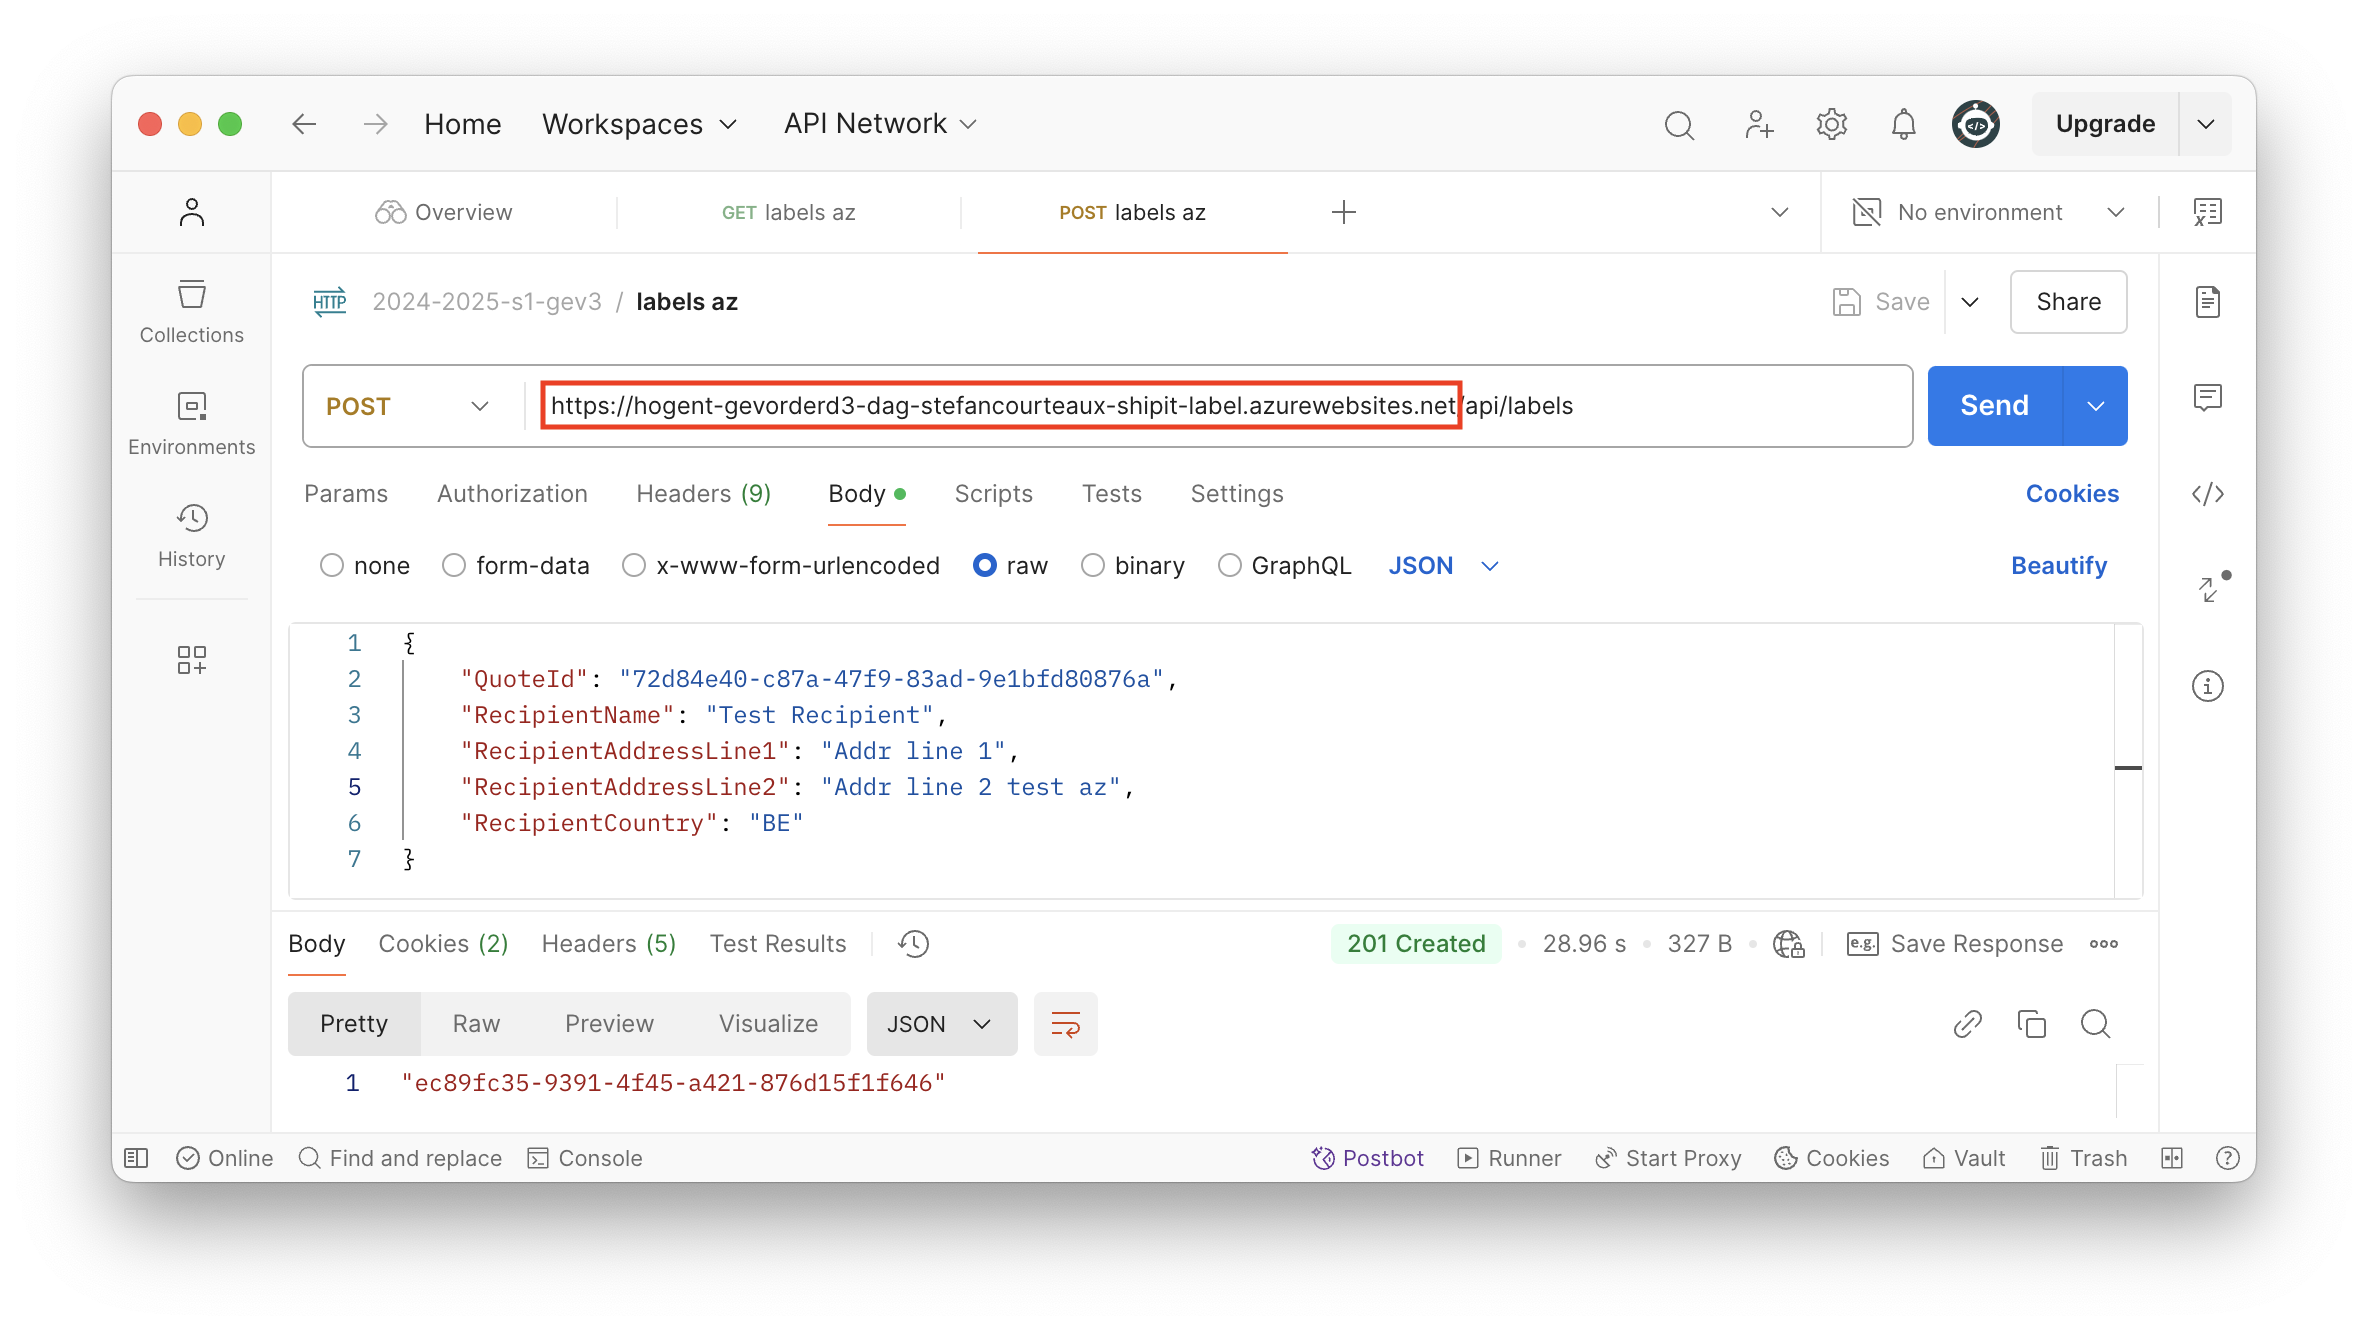 Home Workspaces API Network Upgrade
Overview GET labels az POST labels az No environment
HTTP 2024-2025-s1-gev3 / labels az Save Share
Collections
POST https://hogent-gevorderd3-dag-stefancourteaux-shipit-label.azurewebsites.net/api/labels Send
Environments
Params Authorization Headers (9) Body Scripts Tests Settings Cookies
History
none form-data x-www-form-urlencoded raw binary GraphQL JSON Beautify
1 {
2 "QuoteId": "72d84e40-c87a-47f9-83ad-9e1bfd80876a",
3 "RecipientName": "Test Recipient",
4 "RecipientAddressLine1": "Addr line 1",
5 "RecipientAddressLine2": "Addr line 2 test az",
6 "RecipientCountry": "BE"
7 }
Body Cookies (2) Headers (5) Test Results 201 Created 28.96 s 327 B e.g. Save Response
Pretty Raw Preview Visualize JSON
1 "ec89fc35-9391-4f45-a421-876d15f1f646"
Online Find and replace Console Postbot Runner Start Proxy Cookies Vault Trash